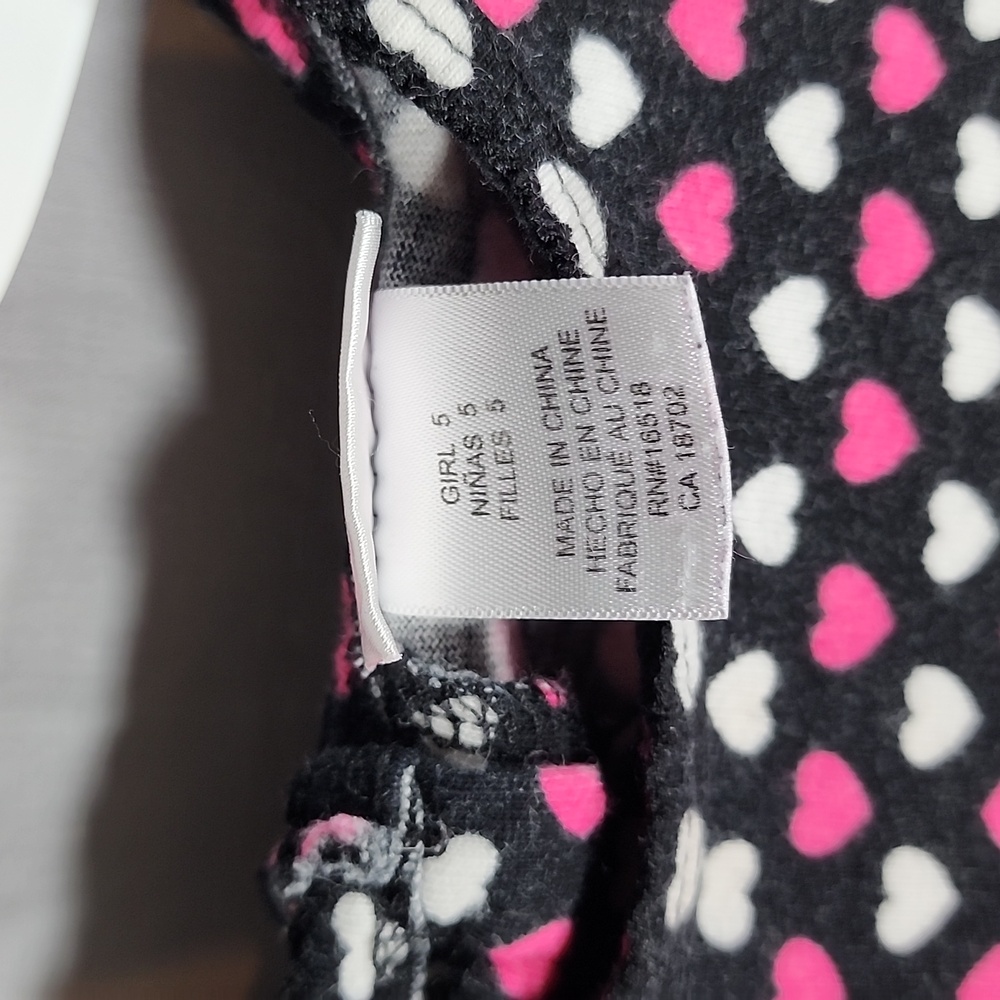 GIRL 5
NIÑAS 5
FILLES 5
MADE IN CHINA
HECHO EN CHINE
FABRIQUÉ AU CHINE
RN#16518
CA 18702